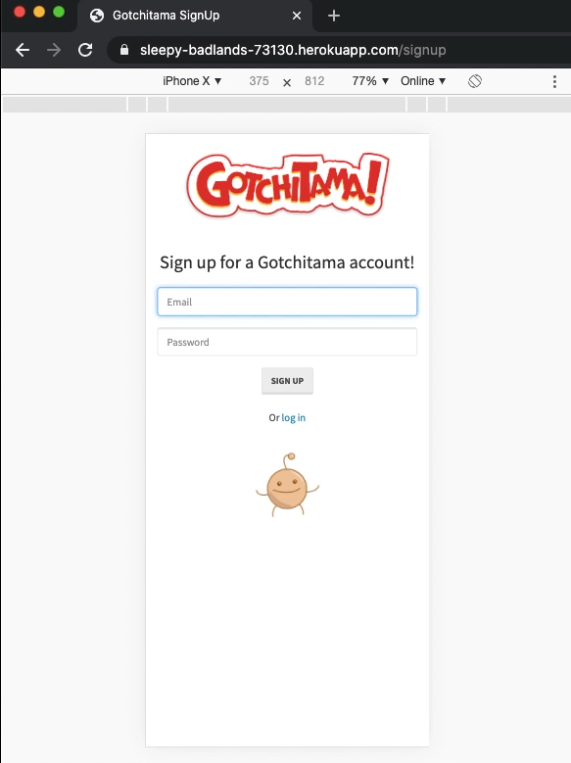 Gotchitama SignUp
sleepy-badlands-73130.herokuapp.com/signup
iPhone X ▼ 375 × 812 77% ▼ Online ▼
GOTCHITAMA!
Sign up for a Gotchitama account!
Email
Password
SIGN UP
Or log in